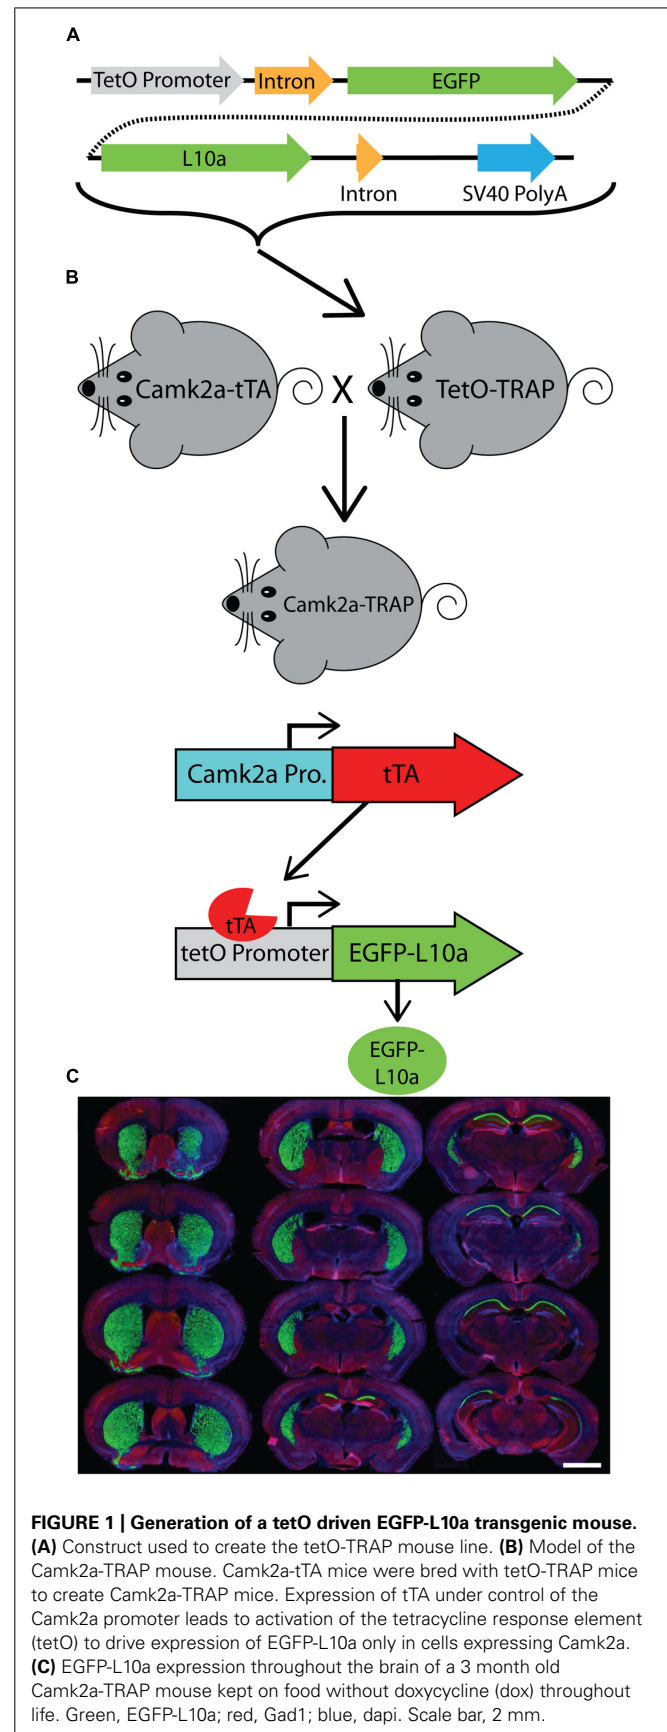 A
TetO Promoter Intron EGFP
L10a
Intron SV40 PolyA
B
Camk2a-tTA X TetO-TRAP
Camk2a-TRAP
Camk2a Pro. tTA
tTA
tetO Promoter EGFP-L10a
EGFP-
L10a
C
FIGURE 1 | Generation of a tetO driven EGFP-L10a transgenic mouse.
(A) Construct used to create the tetO-TRAP mouse line. (B) Model of the
Camk2a-TRAP mouse. Camk2a-tTA mice were bred with tetO-TRAP mice
to create Camk2a-TRAP mice. Expression of tTA under control of the
Camk2a promoter leads to activation of the tetracycline response element
(tetO) to drive expression of EGFP-L10a only in cells expressing Camk2a.
(C) EGFP-L10a expression throughout the brain of a 3 month old
Camk2a-TRAP mouse kept on food without doxycycline (dox) throughout
life. Green, EGFP-L10a; red, Gad1; blue, dapi. Scale bar, 2 mm.